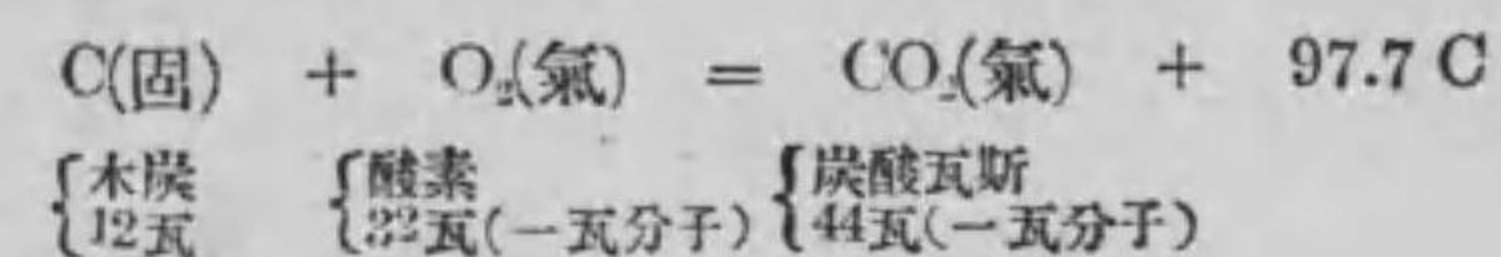 C(固) + O₂(氣) = CO₂(氣) + 97.7 C
{木炭 {酸素 {炭酸瓦斯
12瓦 32瓦(一瓦分子) 44瓦(一瓦分子)